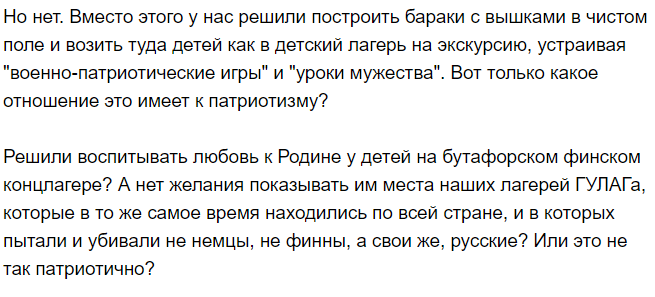 Но нет. Вместо этого у нас решили построить бараки с вышками в чистом
поле и возить туда детей как в детский лагерь на экскурсию, устраивая
"военно-патриотические игры" и "уроки мужества". Вот только какое
отношение это имеет к патриотизму?
Решили воспитывать любовь к Родине у детей на бутафорском финском
концлагере? А нет желания показывать им места наших лагерей ГУЛАГа,
которые в то же самое время находились по всей стране, и в которых
пытали и убивали не немцы, не финны, а свои же, русские? Или это не
так патриотично?